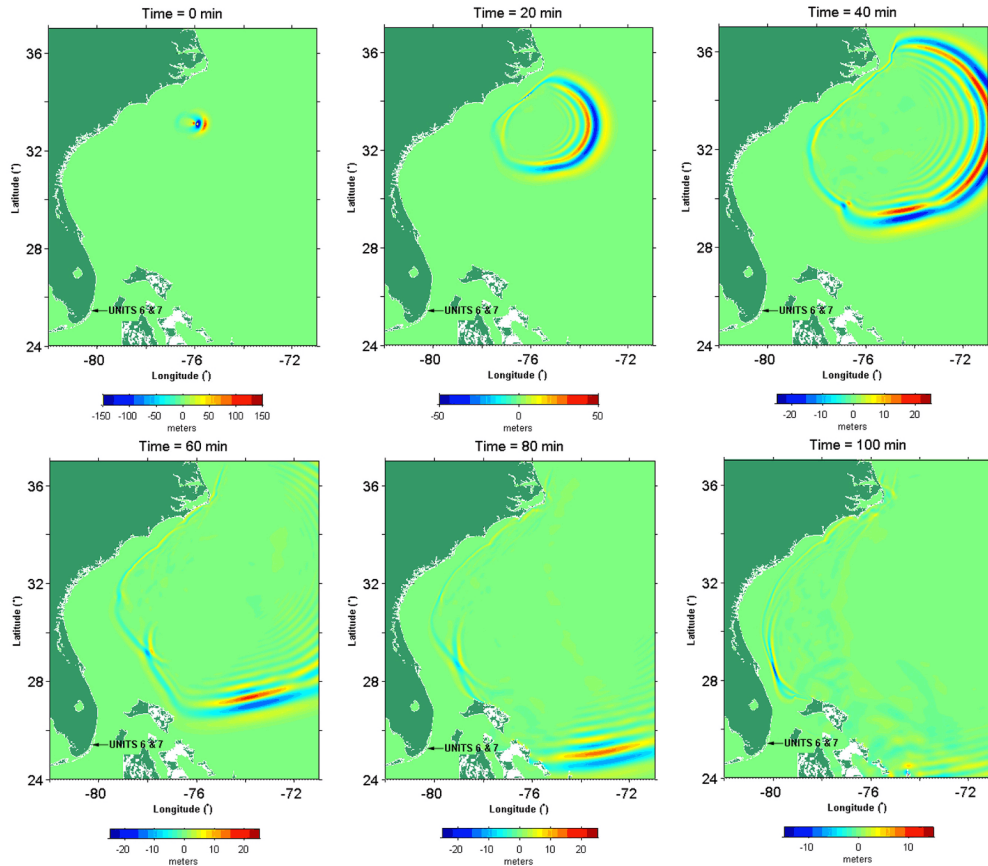 Time = 0 min
36
32
28
24
Latitude (°)
UNITS 6 & 7
-80 -76 -72
Longitude (°)
-150 -100 -50 0 50 100 150
meters
Time = 20 min
36
32
28
24
Latitude (°)
UNITS 6 & 7
-80 -76 -72
Longitude (°)
-50 0 50
meters
Time = 40 min
36
32
28
24
Latitude (°)
UNITS 6 & 7
-80 -76 -72
Longitude (°)
-20 -10 0 10 20
meters
Time = 60 min
36
32
28
24
Latitude (°)
UNITS 6 & 7
-80 -76 -72
Longitude (°)
-20 -10 0 10 20
meters
Time = 80 min
36
32
28
24
Latitude (°)
UNITS 6 & 7
-80 -76 -72
Longitude (°)
-20 -10 0 10 20
meters
Time = 100 min
36
32
28
24
Latitude (°)
UNITS 6 & 7
-80 -76 -72
Longitude (°)
-10 0 10
meters